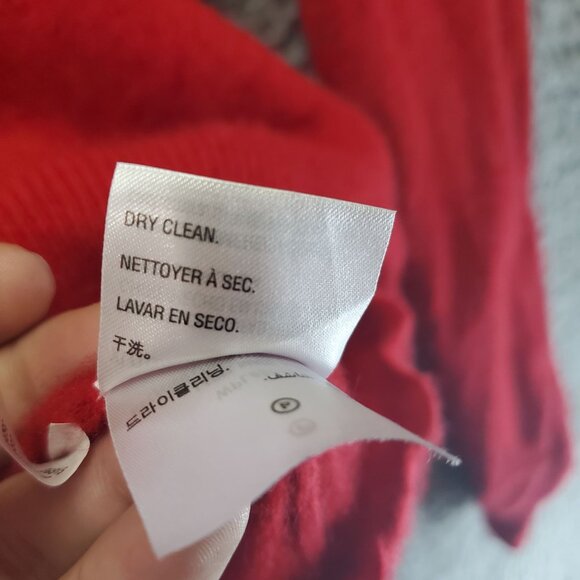 DRY CLEAN.
NETTOYER À SEC.
LAVAR EN SECO.
干洗。
드라이클리닝.